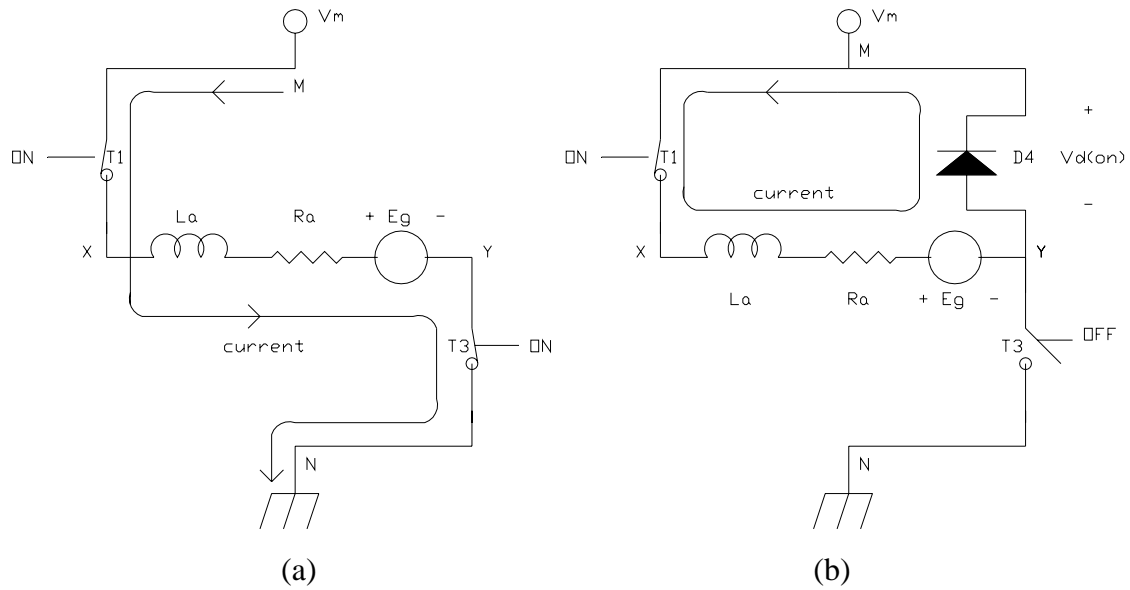 Vm
M
ON
T1
La
Ra
+ Eg -
X
Y
current
T3
ON
N
(a)
Vm
M
+
ON
T1
D4
Vd(on)
current
-
X
Y
La
Ra
+ Eg -
T3
OFF
N
(b)